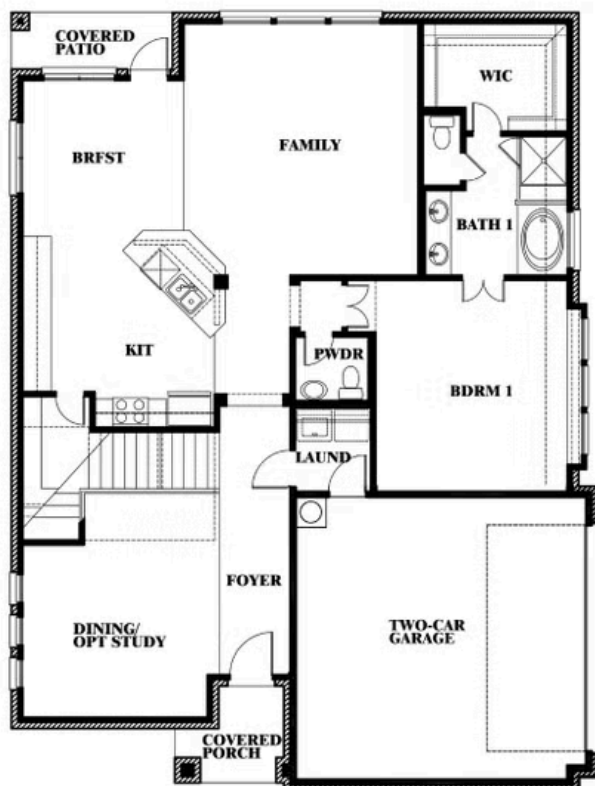 COVERED
PATIO
WIC
BRFST
FAMILY
BATH 1
KIT
PWDR
BDRM 1
LAUND
FOYER
DINING/
OPT STUDY
TWO-CAR
GARAGE
COVERED
PORCH